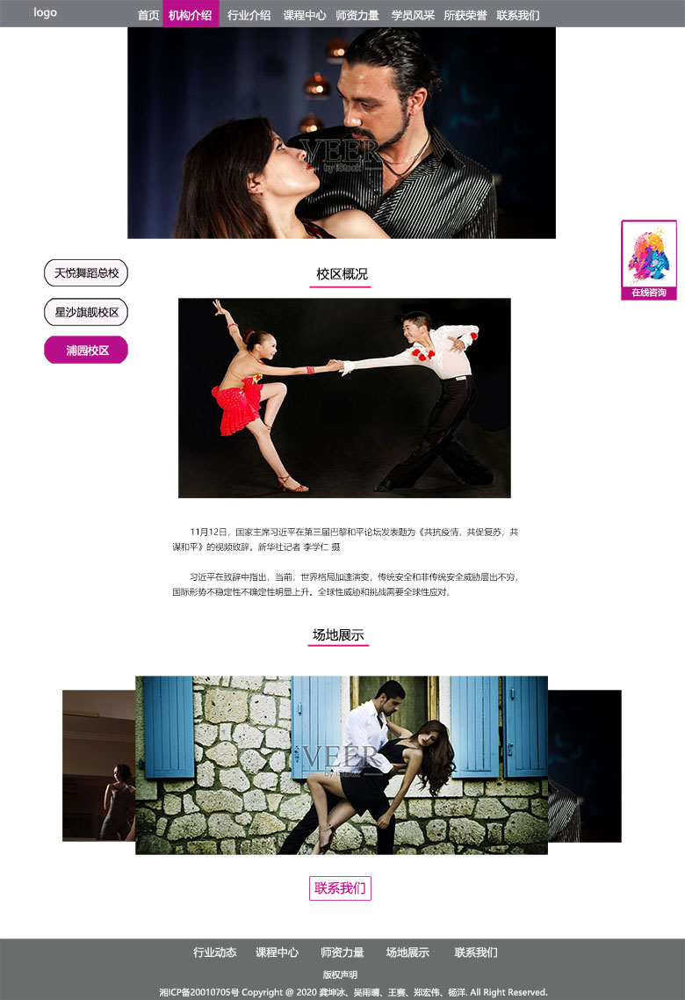 logo
首页 机构介绍 行业介绍 课程中心 师资力量 学员风采 所获荣誉 联系我们
VEER
by iStock
天悦舞蹈总校
星沙旗舰校区
浦园校区
校区概况
在线咨询
11月12日，国家主席习近平在第三届巴黎和平论坛发表题为《共抗疫情，共促复苏，共
谋和平》的视频致辞。新华社记者 李学仁 摄
习近平在致辞中指出，当前，世界格局加速演变，传统安全和非传统安全威胁层出不穷，
国际形势不稳定性不确定性明显上升。全球性威胁和挑战需要全球性应对。
场地展示
VEER
by iStock
联系我们
行业动态 课程中心 师资力量 场地展示 联系我们
版权声明
湘ICP备20010705号 Copyright @ 2020 龚坤冰、吴雨晴、王赛、郑宏伟、杨洋. All Right Reserved.